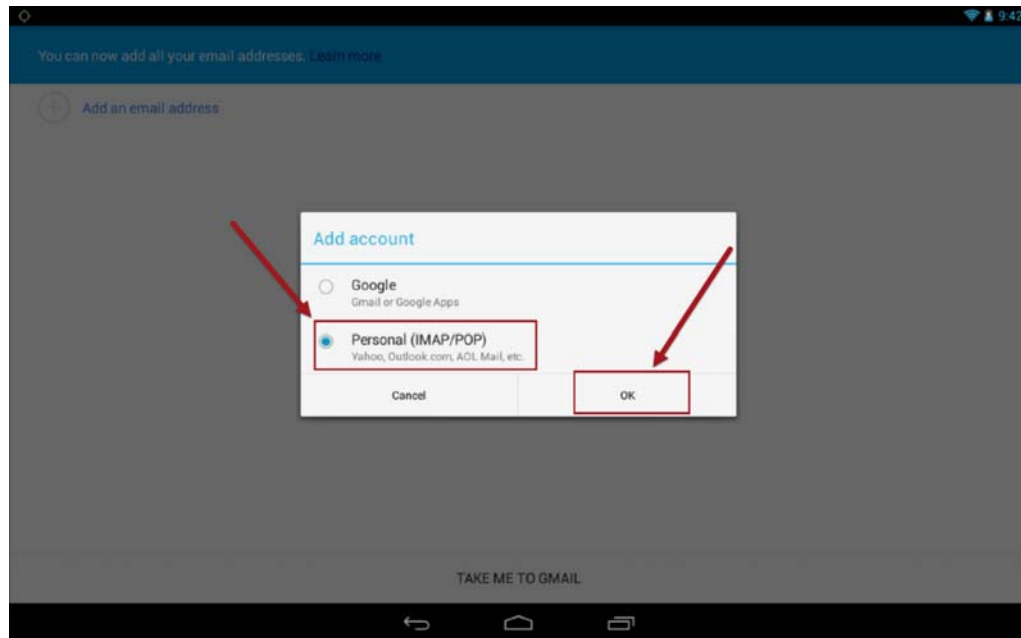 9:42
You can now add all your email addresses. Learn more
Add an email address
Add account
Google
Gmail or Google Apps
Personal (IMAP/POP)
Yahoo, Outlook.com, AOL Mail, etc.
Cancel
OK
TAKE ME TO GMAIL